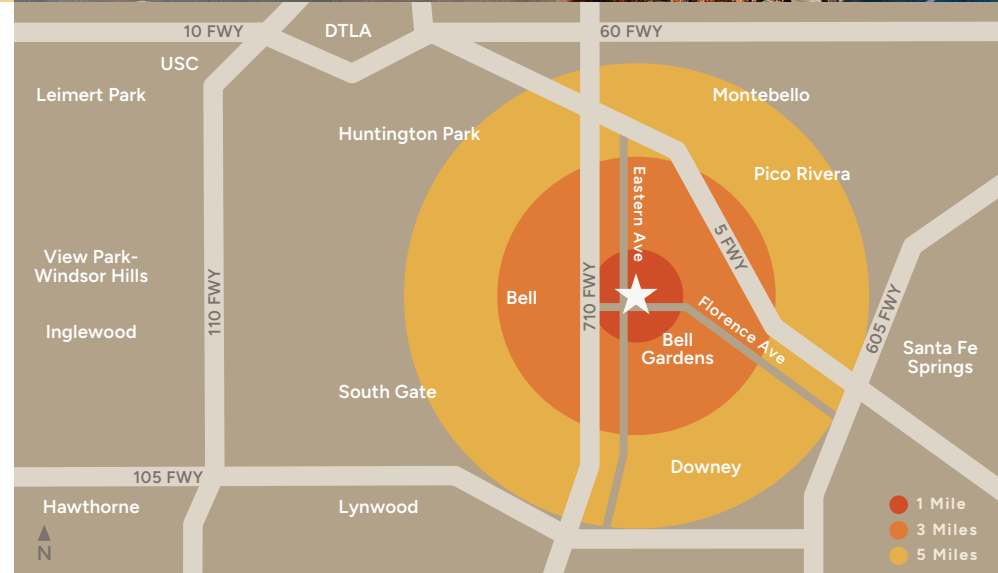 10 FWY
DTLA
60 FWY
USC
Leimert Park
Montebello
Huntington Park
Pico Rivera
Eastern Ave
5 FWY
View Park-
Windsor Hills
110 FWY
710 FWY
605 FWY
Bell
Florence Ave
Inglewood
Bell
Gardens
Santa Fe
Springs
South Gate
Downey
105 FWY
Hawthorne
Lynwood
N
1 Mile
3 Miles
5 Miles